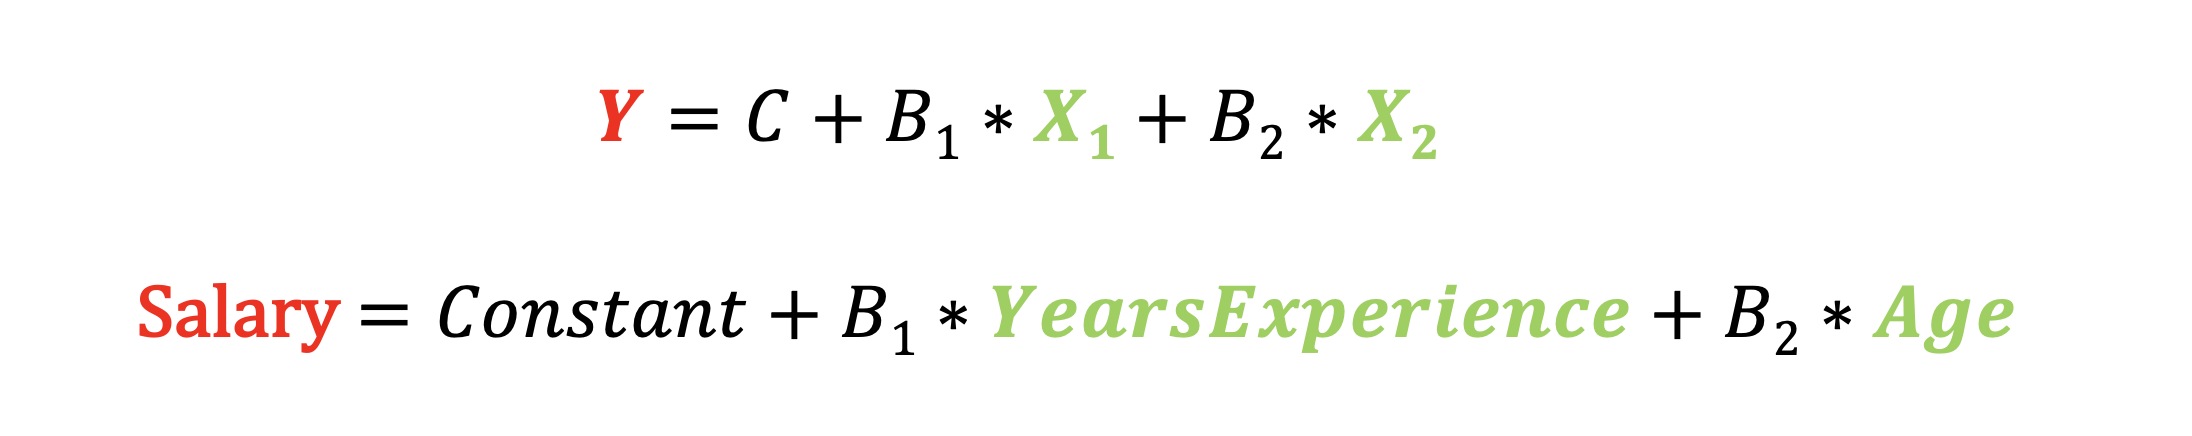 Y = C + B₁ * X₁ + B₂ * X₂
Salary = Constant + B₁ * YearsExperience + B₂ * Age